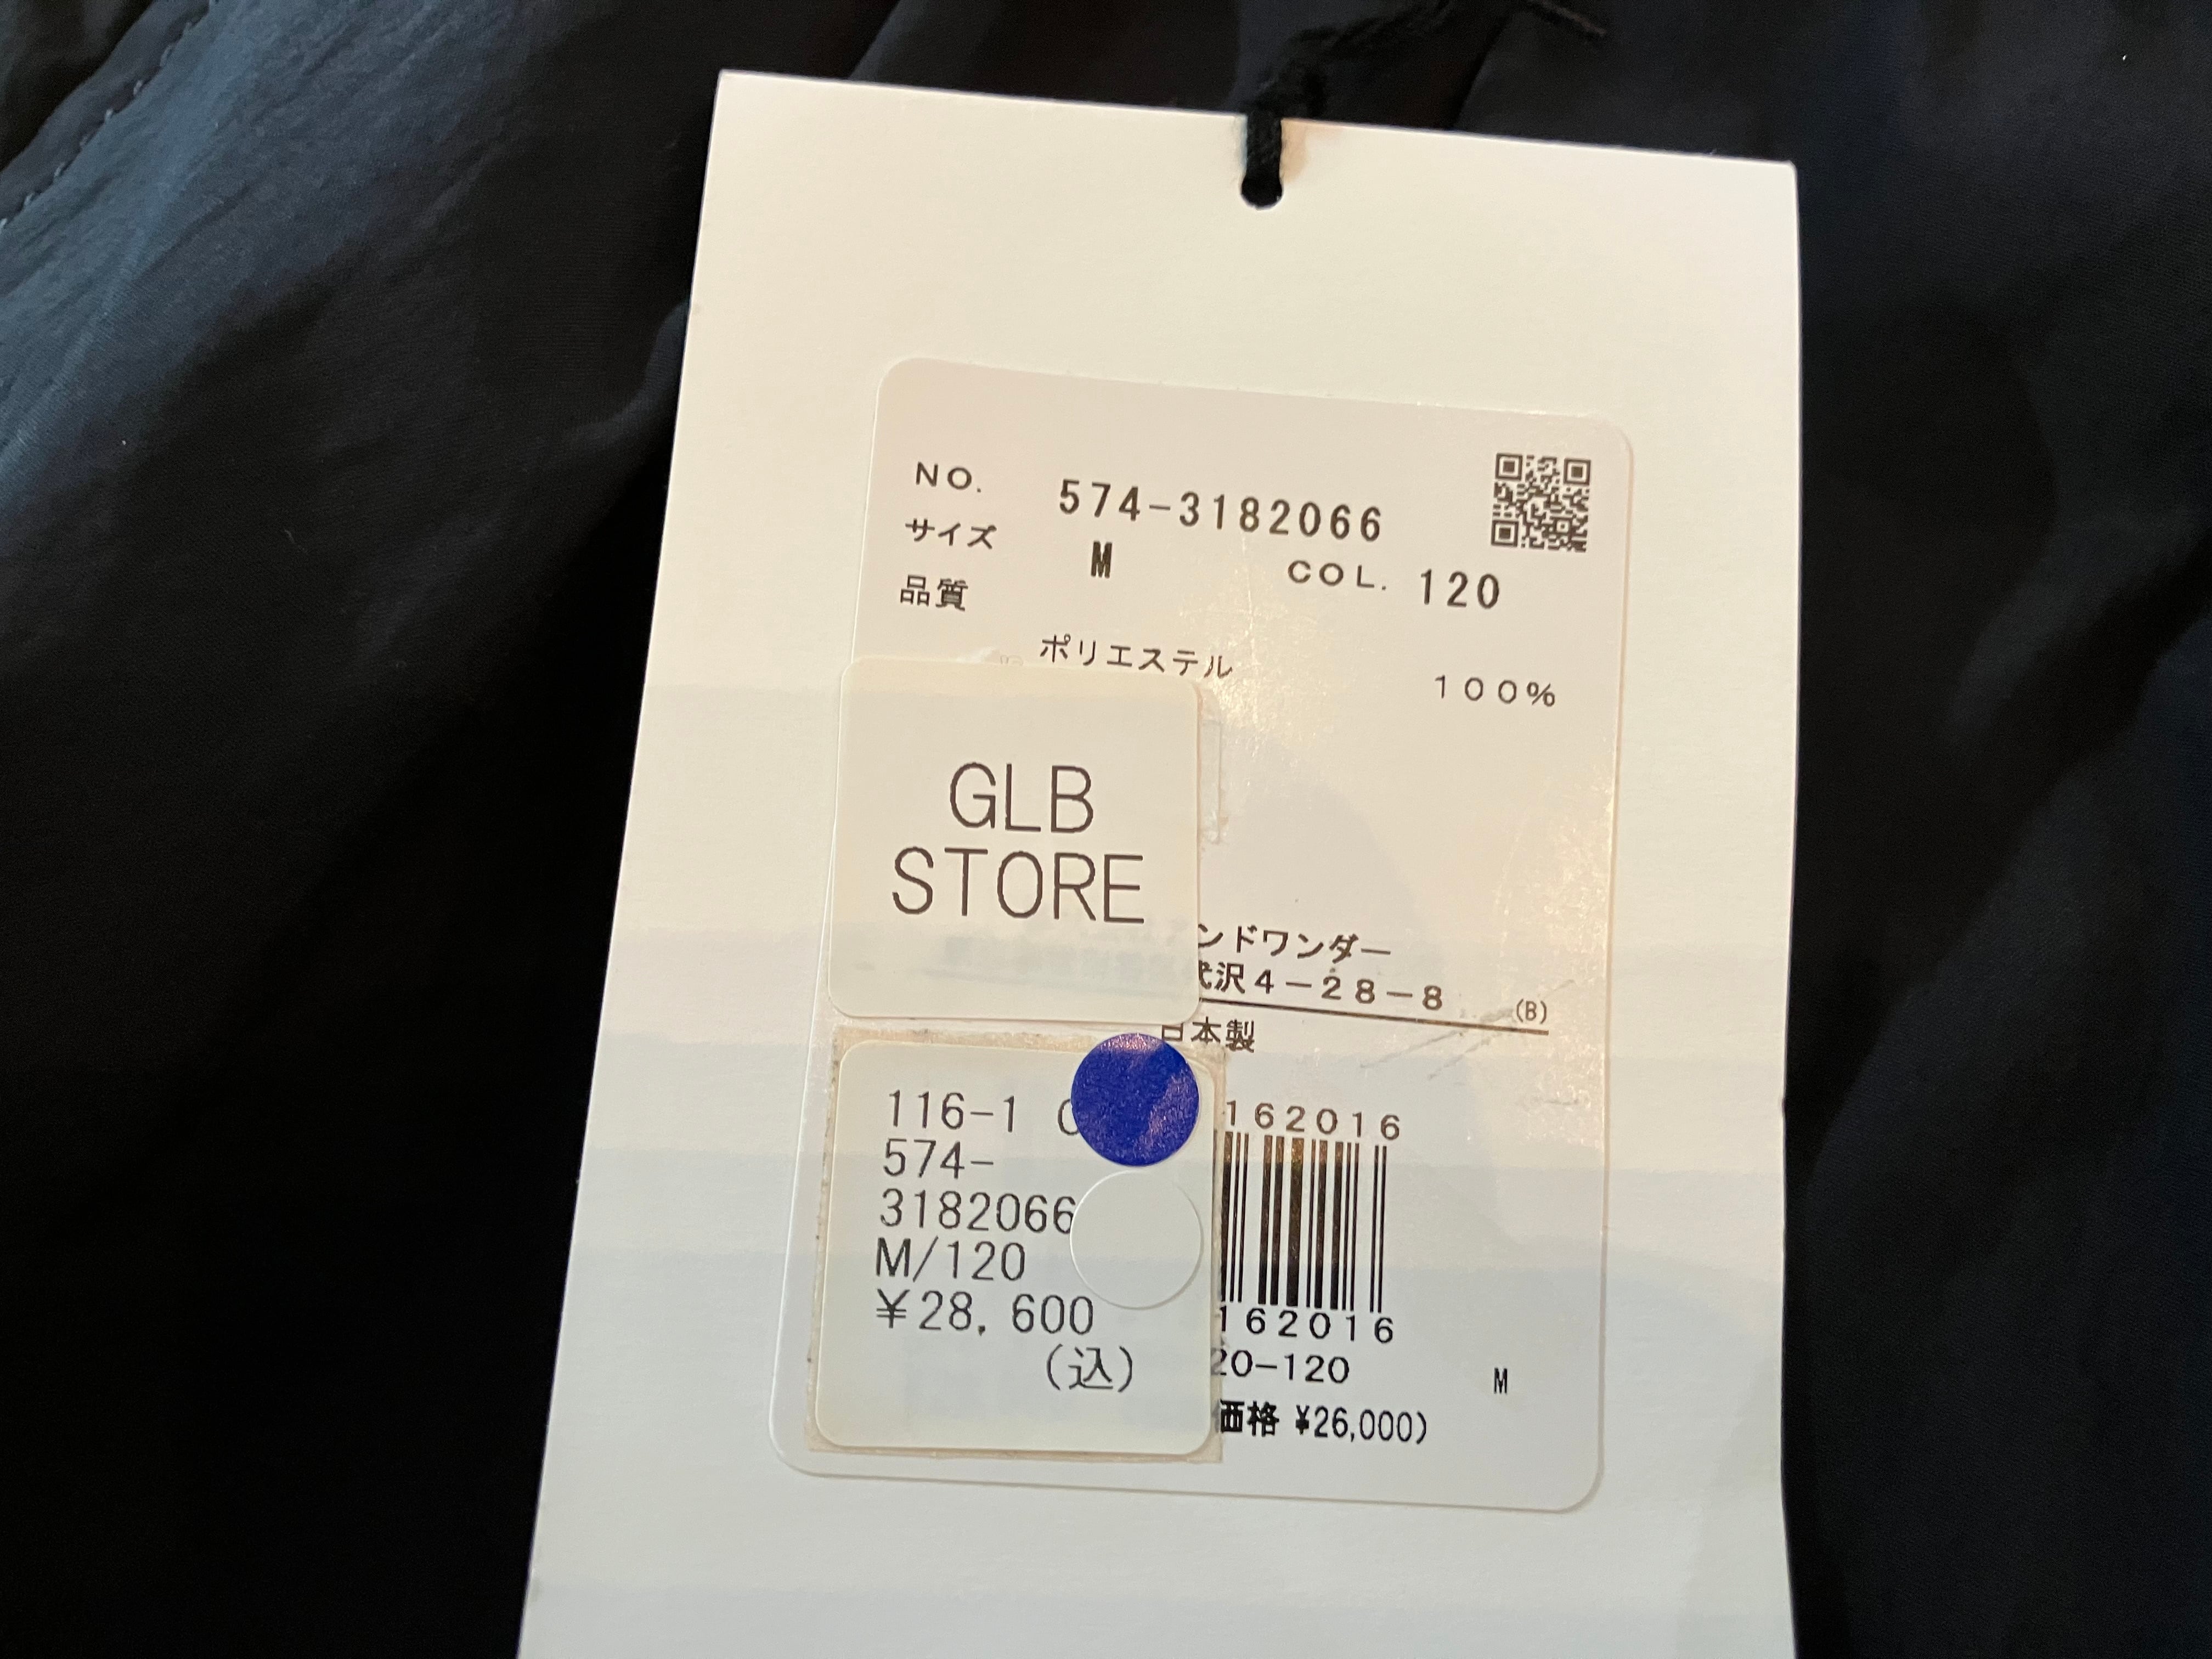 NO. 574-3182066
サイズ M COL. 120
品質
ポリエステル 100%
GLB
STORE
ンドワンダー
沢4-28-8 (B)
日本製
116-1
162016
574-
3182066
M/120
¥28,600
(込)
162016
20-120 M
価格 ¥26,000)